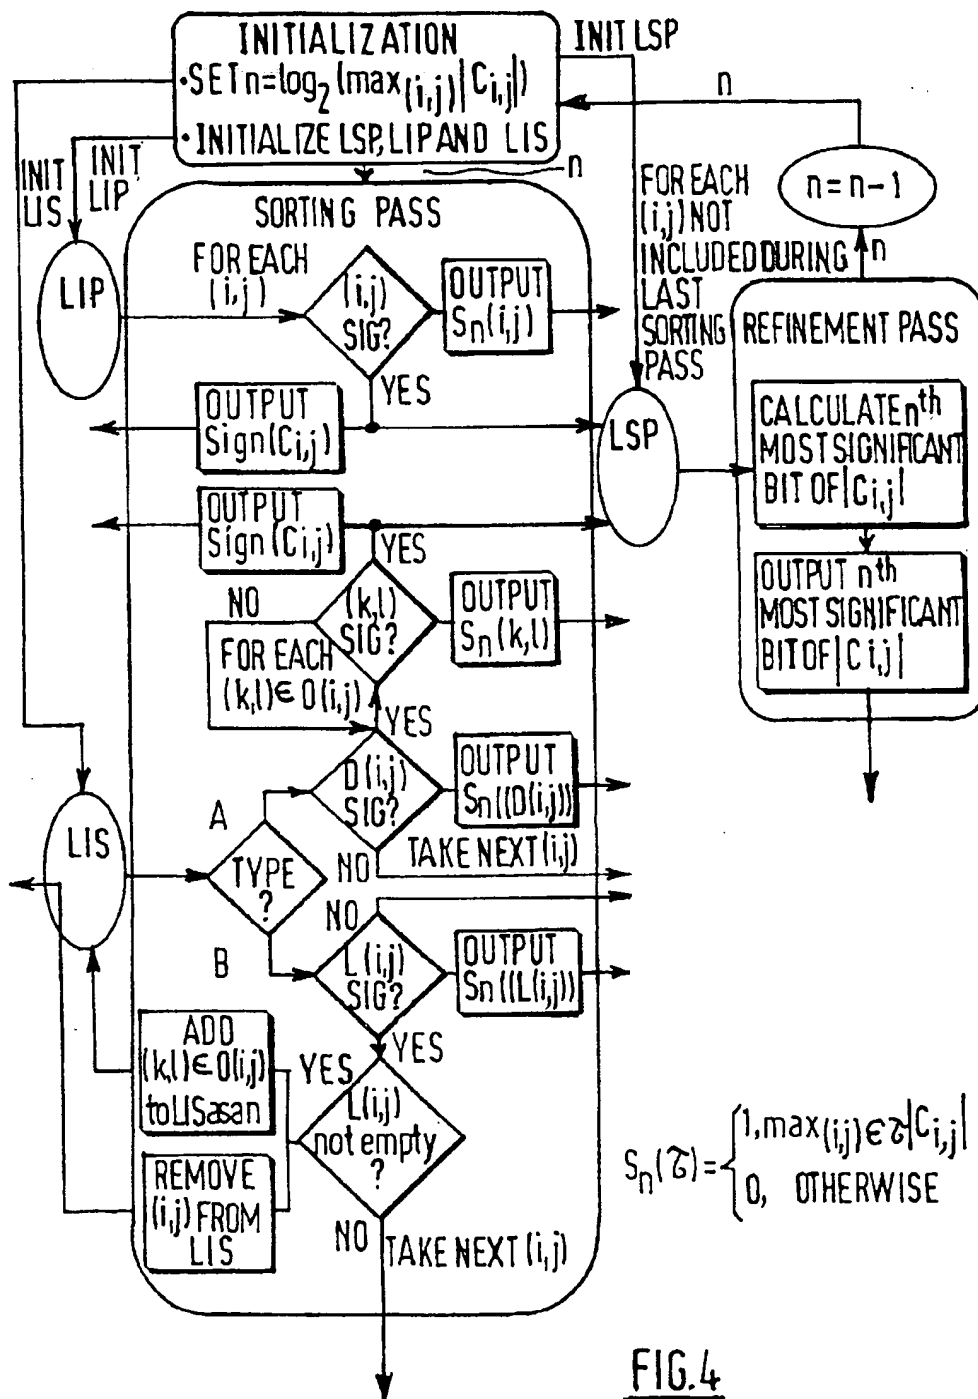 INITIALIZATION
·SET n=log₂(max(i,j)|Ci,j|)
·INITIALIZE LSP, LIP AND LIS
INIT LSP
n
n=n-1
n
n
INIT
LIS
INIT
LIP
FOR EACH
(i,j) NOT
INCLUDED DURING
LAST
SORTING
PASS
SORTING PASS
FOR EACH
(i,j)
LIP
(i,j)
SIG?
OUTPUT
Sn(i,j)
YES
OUTPUT
Sign(Ci,j)
LSP
REFINEMENT PASS
CALCULATE nth
MOST SIGNIFICANT
BIT OF |Ci,j|
OUTPUT nth
MOST SIGNIFICANT
BIT OF |Ci,j|
OUTPUT
Sign(Ci,j)
YES
NO
(k,l)
SIG?
OUTPUT
Sn(k,l)
FOR EACH
(k,l)∈O(i,j)
YES
D(i,j)
SIG?
OUTPUT
Sn((D(i,j))
A
LIS
TYPE
?
NO
TAKE NEXT (i,j)
NO
B
L(i,j)
SIG?
OUTPUT
Sn((L(i,j))
YES
ADD
(k,l)∈O(i,j)
to LIS as an
YES
L(i,j)
not empty
?
REMOVE
(i,j) FROM
LIS
NO
TAKE NEXT (i,j)
Sn(τ)={1, max(i,j)∈τ|Ci,j|
0, OTHERWISE
FIG.4